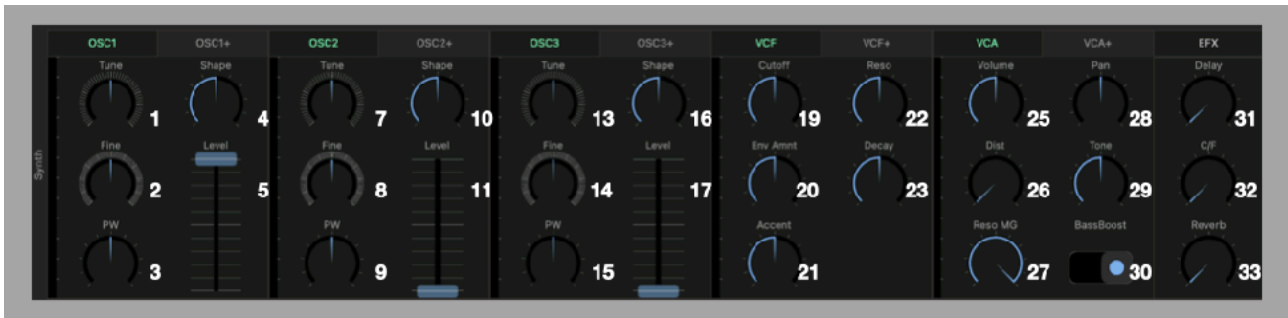 OSC1 OSC1+ OSC2 OSC2+ OSC3 OSC3+ VCF VCF+ VCA VCA+ EFX
Tune Shape Tune Shape Tune Shape Cutoff Reso Volume Pan Delay
1 4 7 10 13 16 19 22 25 28 31
Fine Level Fine Level Fine Level Env Amnt Decay Dist Tone C/F
Synth
2 5 8 11 14 17 20 23 26 29 32
PW PW PW Accent Reso MG BassBoost Reverb
3 9 15 21 27 30 33